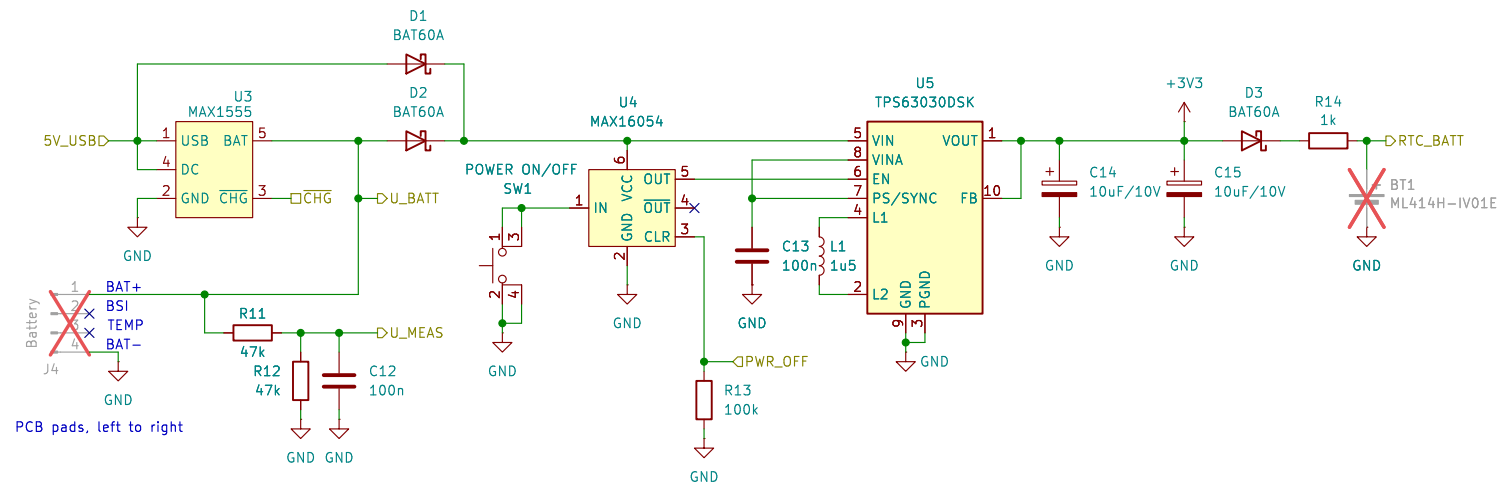 D1
BAT60A
U3
MAX1555
D2
BAT60A
5V_USB
1
USB
BAT
5
4
DC
2
GND
CHG
3
CHG
U_BATT
GND
U4
MAX16054
POWER ON/OFF
SW1
6
VCC
OUT
5
1
IN
OUT
4
GND
CLR
3
2
1
3
2
4
GND
GND
U5
TPS63030DSK
5
VIN
VOUT
1
8
VINA
6
EN
7
PS/SYNC
FB
10
4
L1
2
L2
GND
PGND
9
3
GND
C13
100n
L1
1u5
GND
+3V3
D3
BAT60A
R14
1k
RTC_BATT
+
C14
10uF/10V
+
C15
10uF/10V
+
BT1
ML414H-IV01E
GND
GND
GND
Battery
1
BAT+
2
BSI
3
TEMP
4
BAT-
J4
GND
R11
47k
U_MEAS
R12
47k
C12
100n
GND
GND
PWR_OFF
R13
100k
GND
PCB pads, left to right